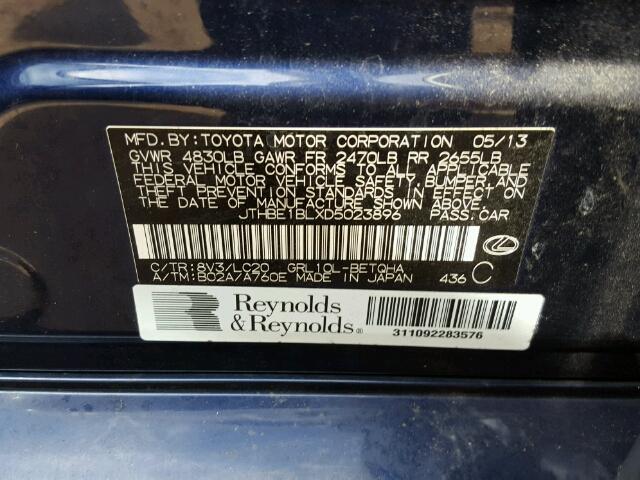 MFD.BY:TOYOTA MOTOR CORPORATION 05/13
GVWR 4830LB GAWR FR 2470LB RR 2655LB
THIS VEHICLE CONFORMS TO ALL APPLICABLE
FEDERAL MOTOR VEHICLE SAFETY, BUMPER, AND
THEFT PREVENTION STANDARDS IN EFFECT ON
THE DATE OF MANUFACTURE SHOWN ABOVE.
JTHBE1BLXD5023896 PASS.CAR
C/TR:8V3/LC20 GRL10L-BETQHA
A/TM:B02A/A760E MADE IN JAPAN 436 C
Reynolds
&Reynolds®
311092283576